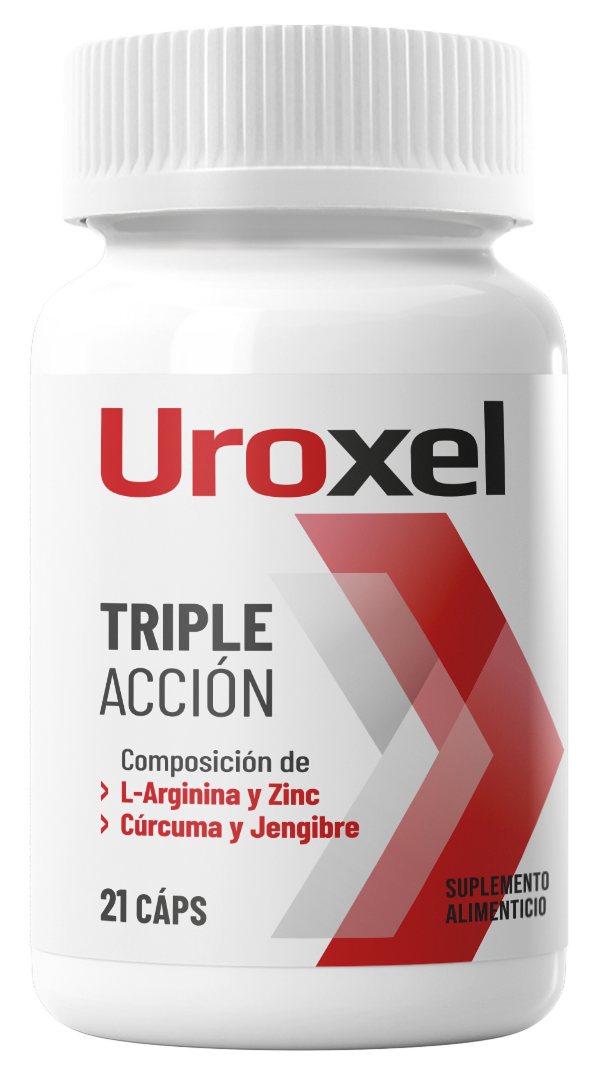 Uroxel
TRIPLE
ACCIÓN
Composición de
› L-Arginina y Zinc
› Cúrcuma y Jengibre
21 CÁPS
SUPLEMENTO
ALIMENTICIO